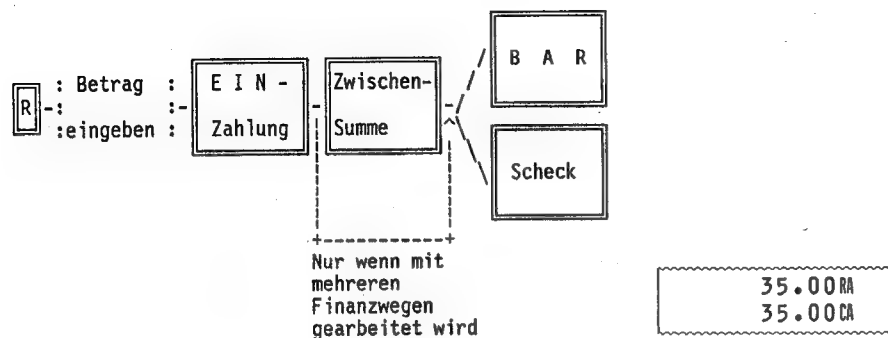 R
: Betrag :
: :
:eingeben :
E I N -
Zahlung
Zwischen-
Summe
B A R
Scheck
Nur wenn mit
mehreren
Finanzwegen
gearbeitet wird
35.00RA
35.00CA